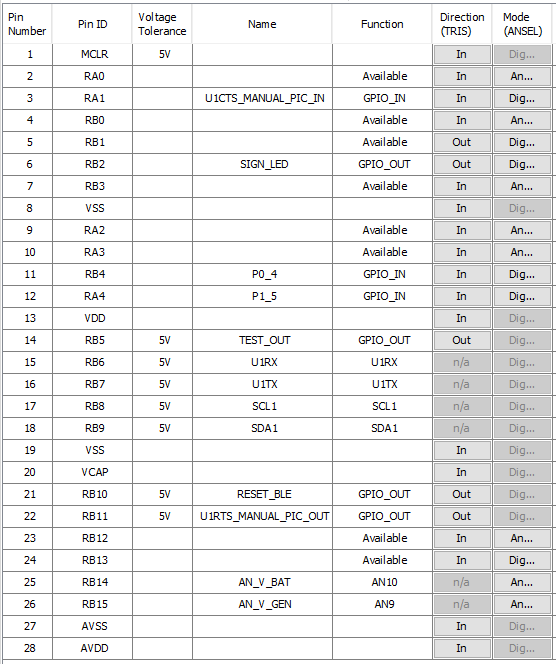 Pin Number Pin ID Voltage Tolerance Name Function Direction (TRIS) Mode (ANSEL)
1 MCLR 5V In Dig...
2 RA0 Available In An...
3 RA1 U1CTS_MANUAL_PIC_IN GPIO_IN In Dig...
4 RB0 Available In An...
5 RB1 Available Out Dig...
6 RB2 SIGN_LED GPIO_OUT Out Dig...
7 RB3 Available In An...
8 VSS In Dig...
9 RA2 Available In An...
10 RA3 Available In An...
11 RB4 P0_4 GPIO_IN In Dig...
12 RA4 P1_5 GPIO_IN In Dig...
13 VDD In Dig...
14 RB5 5V TEST_OUT GPIO_OUT Out Dig...
15 RB6 5V U1RX U1RX n/a Dig...
16 RB7 5V U1TX U1TX n/a Dig...
17 RB8 5V SCL1 SCL1 n/a Dig...
18 RB9 5V SDA1 SDA1 n/a Dig...
19 VSS In Dig...
20 VCAP In Dig...
21 RB10 5V RESET_BLE GPIO_OUT Out Dig...
22 RB11 5V U1RTS_MANUAL_PIC_OUT GPIO_OUT Out Dig...
23 RB12 Available In An...
24 RB13 Available In Dig...
25 RB14 AN_V_BAT AN10 n/a An...
26 RB15 AN_V_GEN AN9 n/a An...
27 AVSS In Dig...
28 AVDD In Dig...